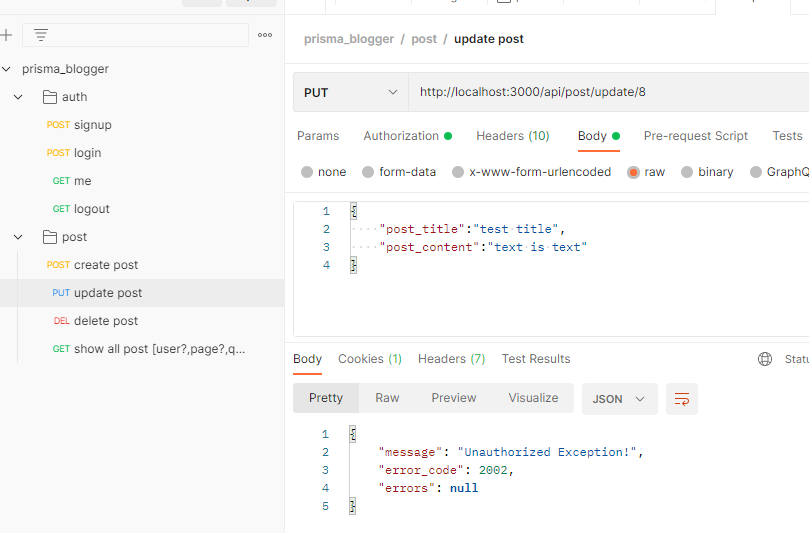 prisma_blogger
auth
POST signup
POST login
GET me
GET logout
post
POST create post
PUT update post
DEL delete post
GET show all post [user?,page?,q...
prisma_blogger / post / update post
PUT http://localhost:3000/api/post/update/8
Params Authorization Headers (10) Body Pre-request Script Tests
none form-data x-www-form-urlencoded raw binary GraphQ
1 {
2 "post_title":"test title",
3 "post_content":"text is text"
4 }
Body Cookies (1) Headers (7) Test Results Statu
Pretty Raw Preview Visualize JSON
1 {
2 "message": "Unauthorized Exception!",
3 "error_code": 2002,
4 "errors": null
5 }